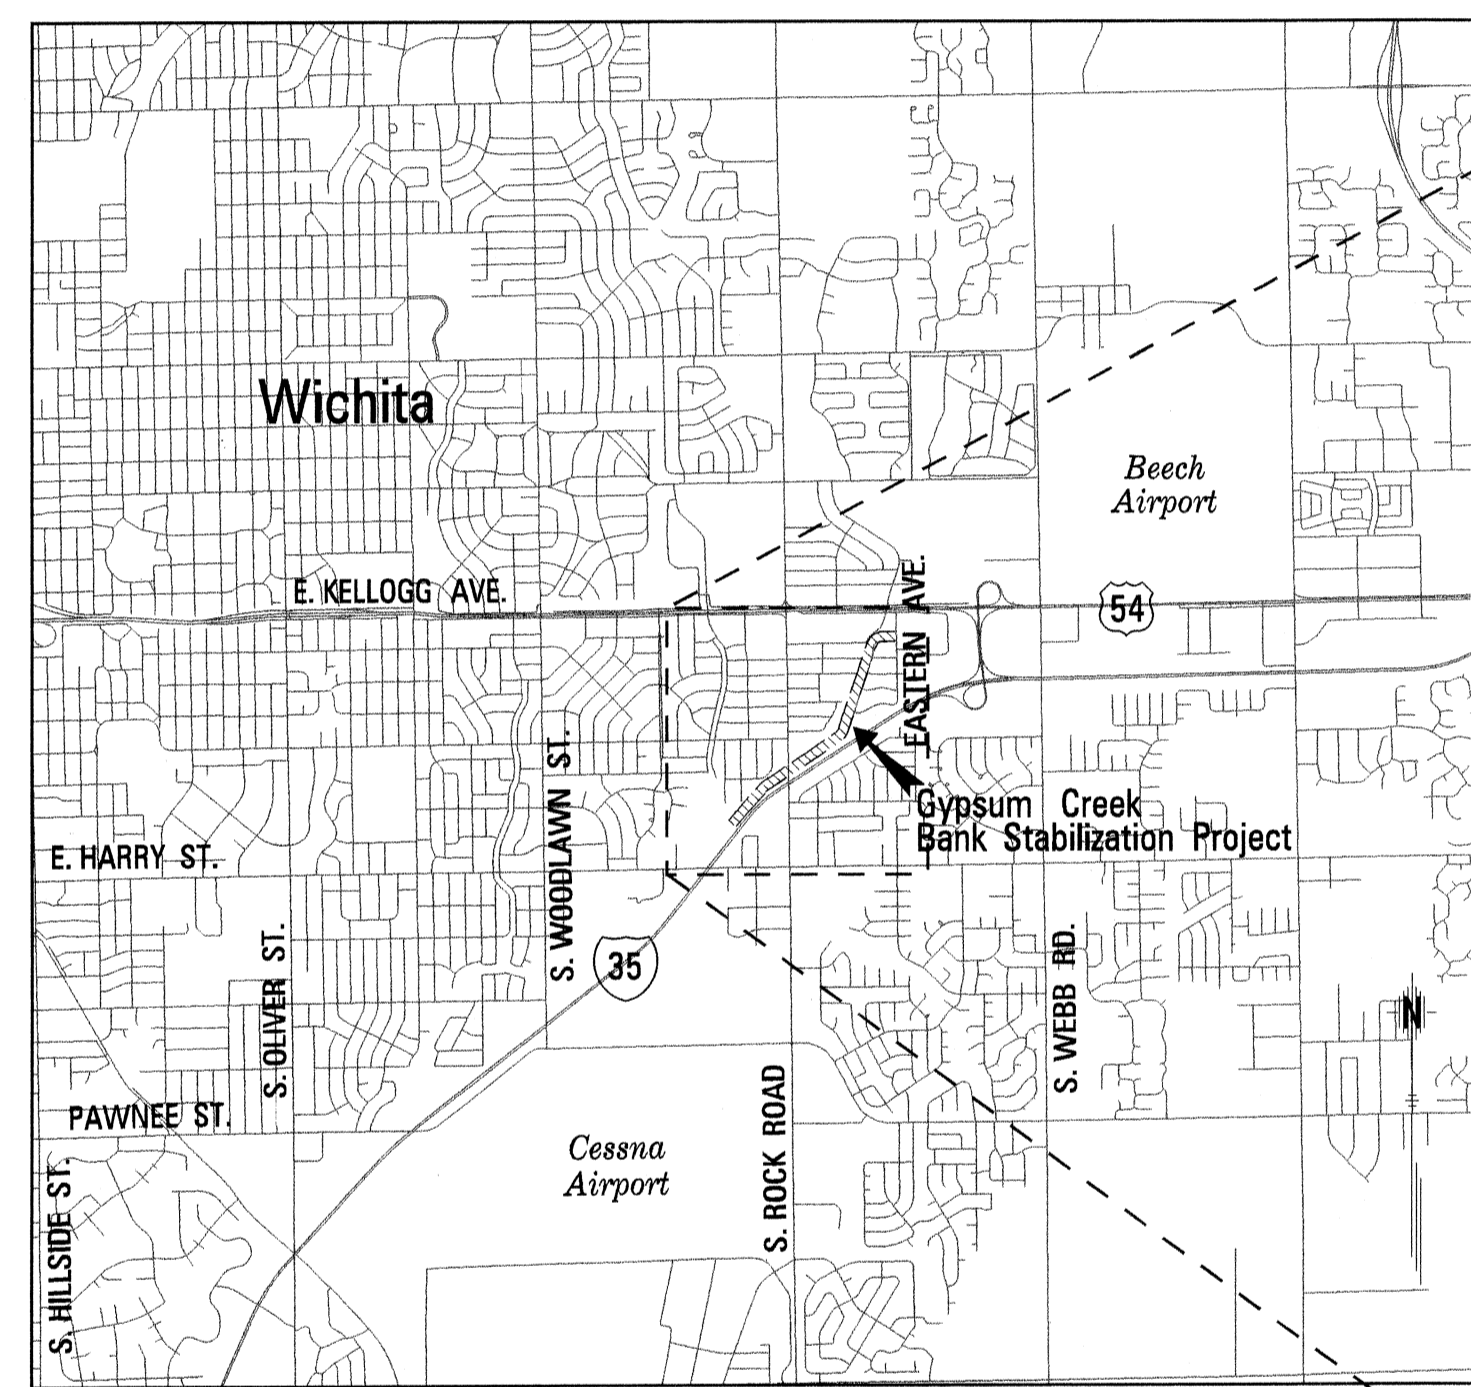 Wichita
Beech
Airport
E. KELLOGG AVE.
54
EASTERN AVE.
S. WOODLAWN ST.
Gypsum Creek
Bank Stabilization Project
E. HARRY ST.
35
S. OLIVER ST.
S. WEBB RD.
N
PAWNEE ST.
Cessna
Airport
S. ROCK ROAD
S. HILLSIDE ST.